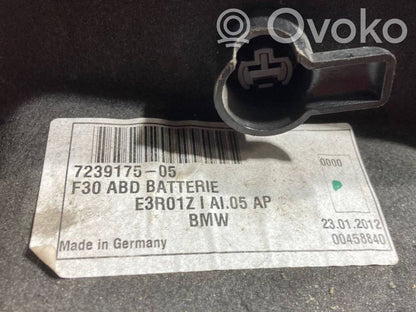 Ovoko
7239175-05
F30 ABD BATTERIE
E3R01Z I AI.05 AP
BMW
Made in Germany
0000
23.01.2012
00458840